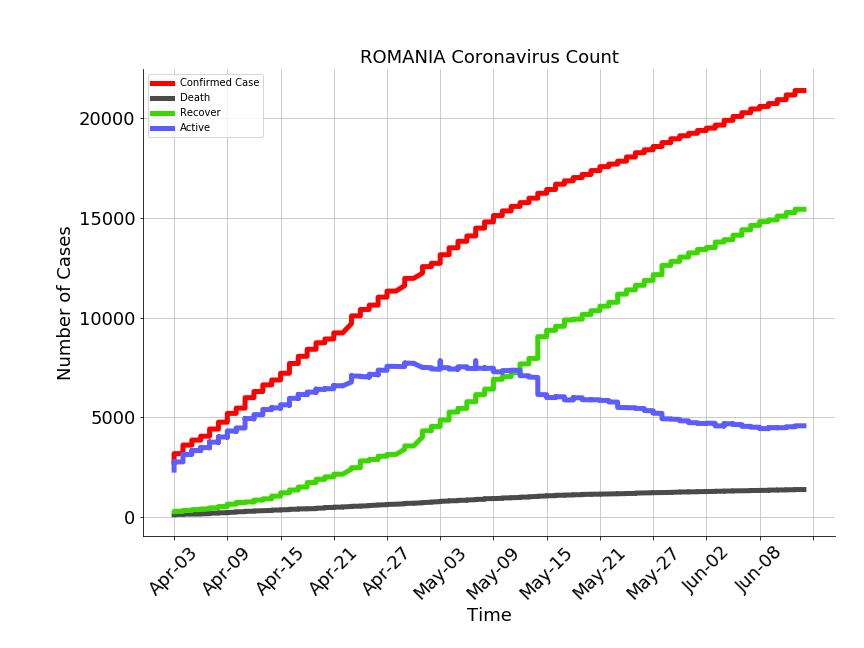 ROMANIA Coronavirus Count
Confirmed Case
Death
Recover
Active
Number of Cases
20000
15000
10000
5000
0
Apr-03
Apr-09
Apr-15
Apr-21
Apr-27
May-03
May-09
May-15
May-21
May-27
Jun-02
Jun-08
Time